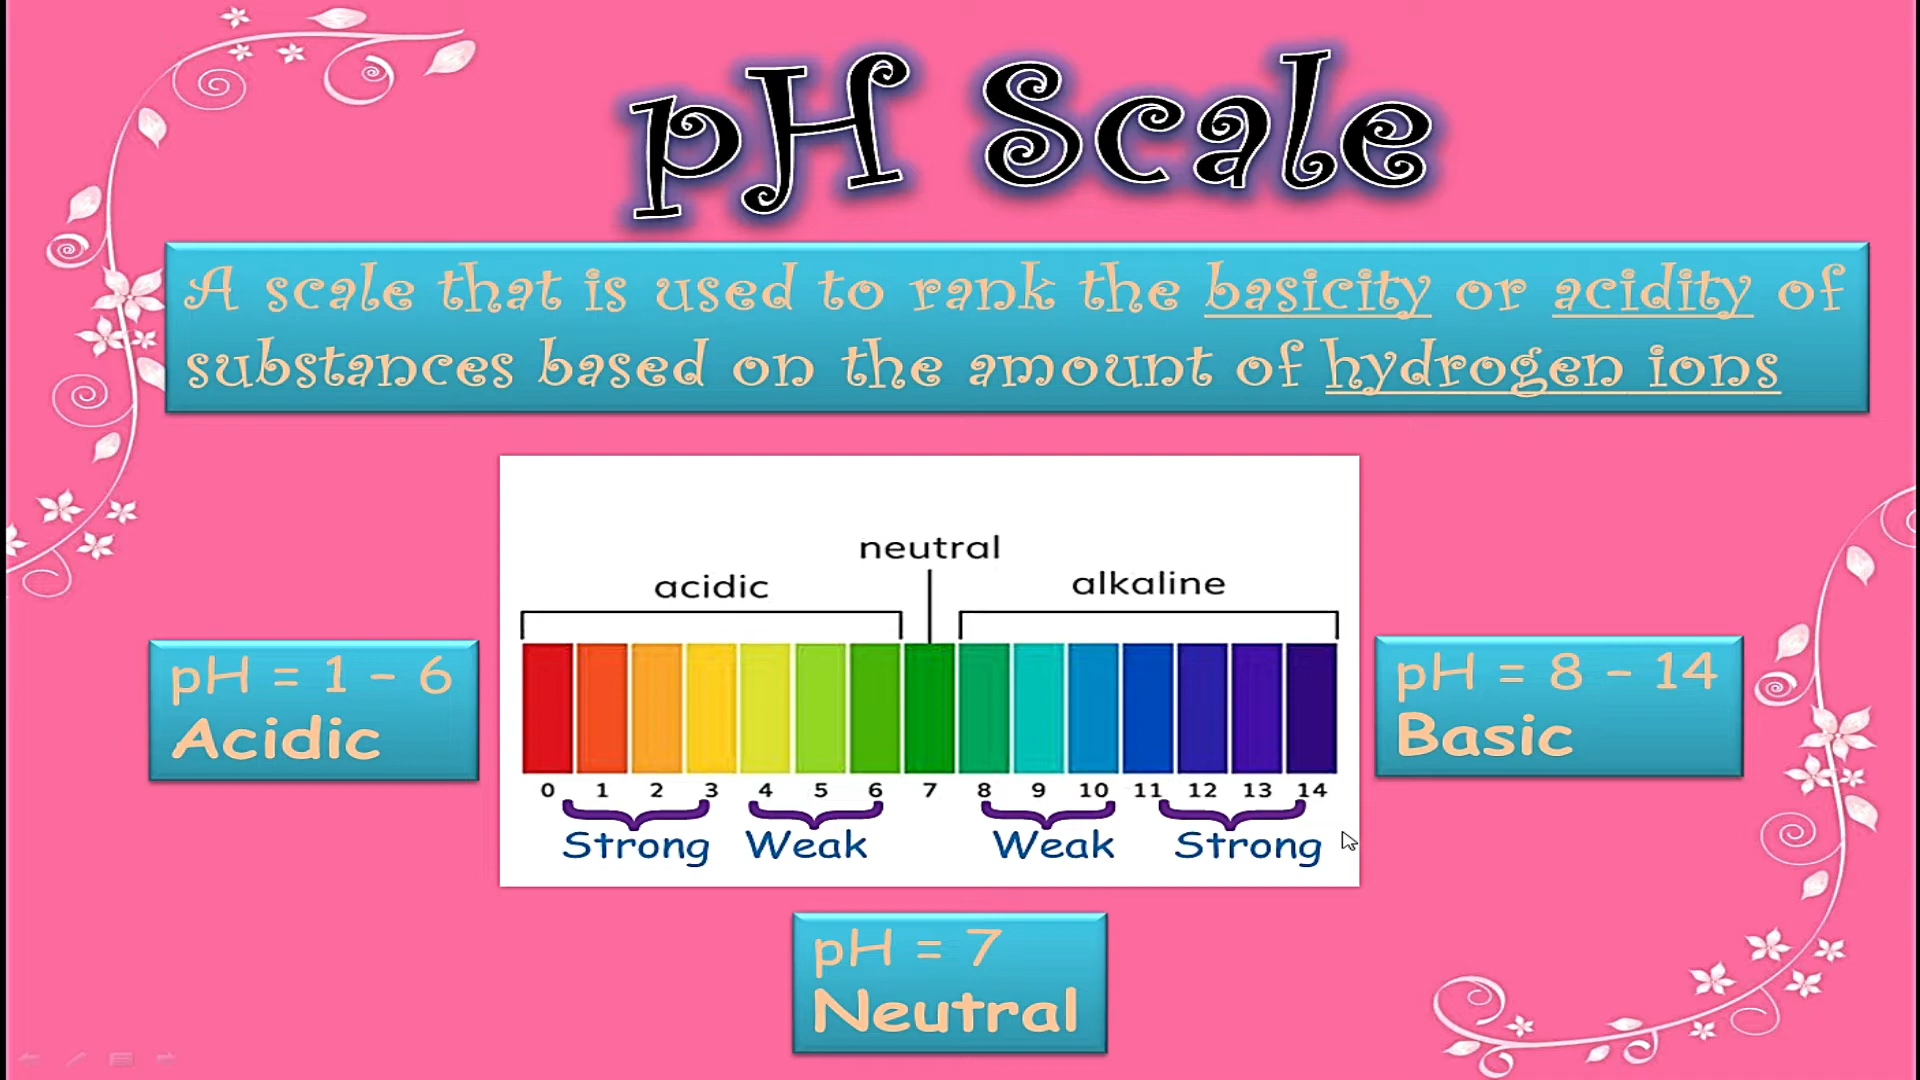 pH Scale
A scale that is used to rank the basicity or acidity of
substances based on the amount of hydrogen ions
neutral
acidic
alkaline
pH = 1 – 6
Acidic
pH = 8 – 14
Basic
0 1 2 3 4 5 6 7 8 9 10 11 12 13 14
Strong Weak Weak Strong
pH = 7
Neutral